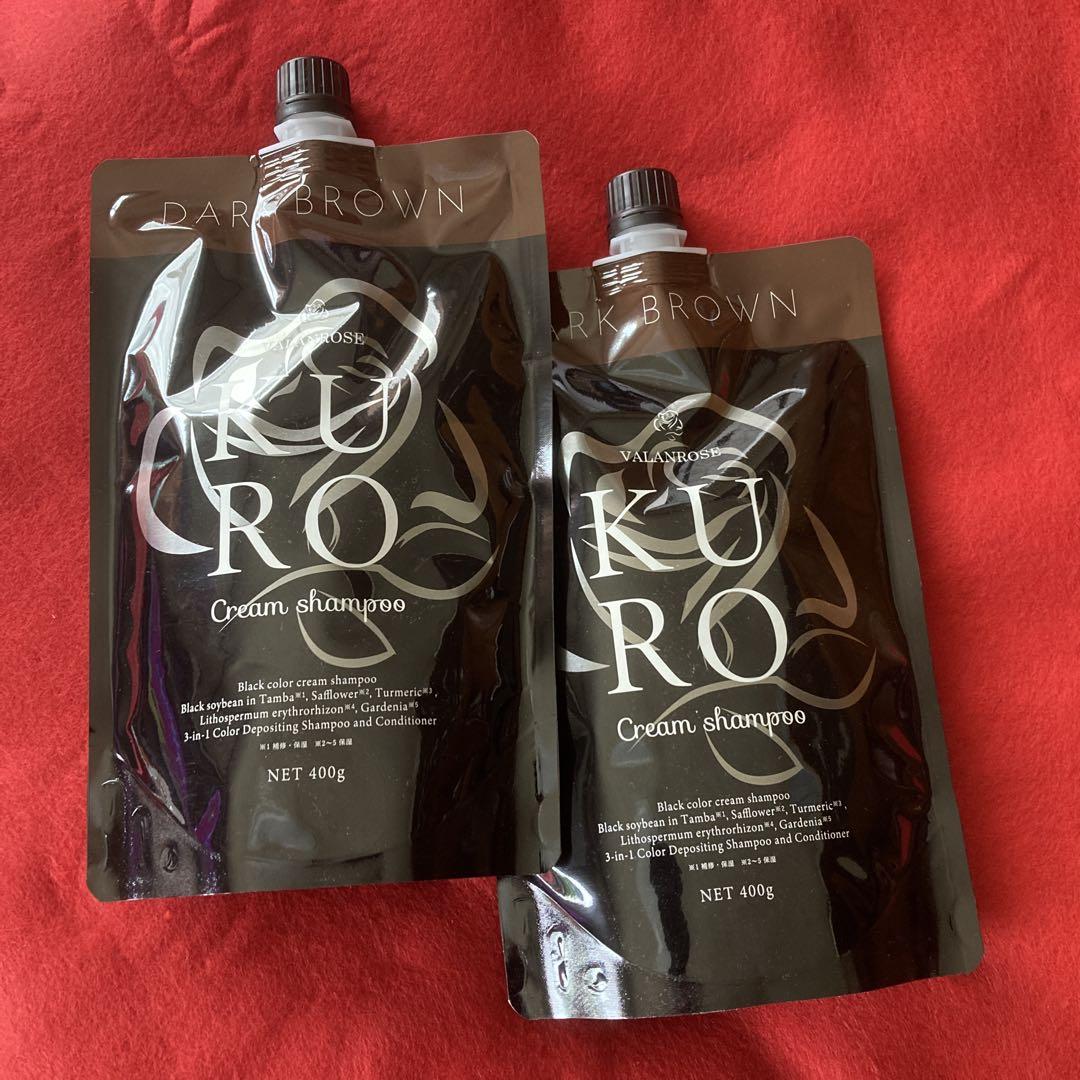 DARK BROWN
VALANROSE
KU
RO
Cream shampoo
Black color cream shampoo
Black soybean in Tamba※1, Safflower※2, Turmeric※3,
Lithospermum erythrorhizon※4, Gardenia※5
3-in-1 Color Depositing Shampoo and Conditioner
※1 補修・保湿 ※2〜5 保湿
NET 400g
ARK BROWN
VALANROSE
KU
RO
Cream shampoo
Black color cream shampoo
Black soybean in Tamba※1, Safflower※2, Turmeric※3,
Lithospermum erythrorhizon※4, Gardenia※5
3-in-1 Color Depositing Shampoo and Conditioner
※1 補修・保湿 ※2〜5 保湿
NET 400g